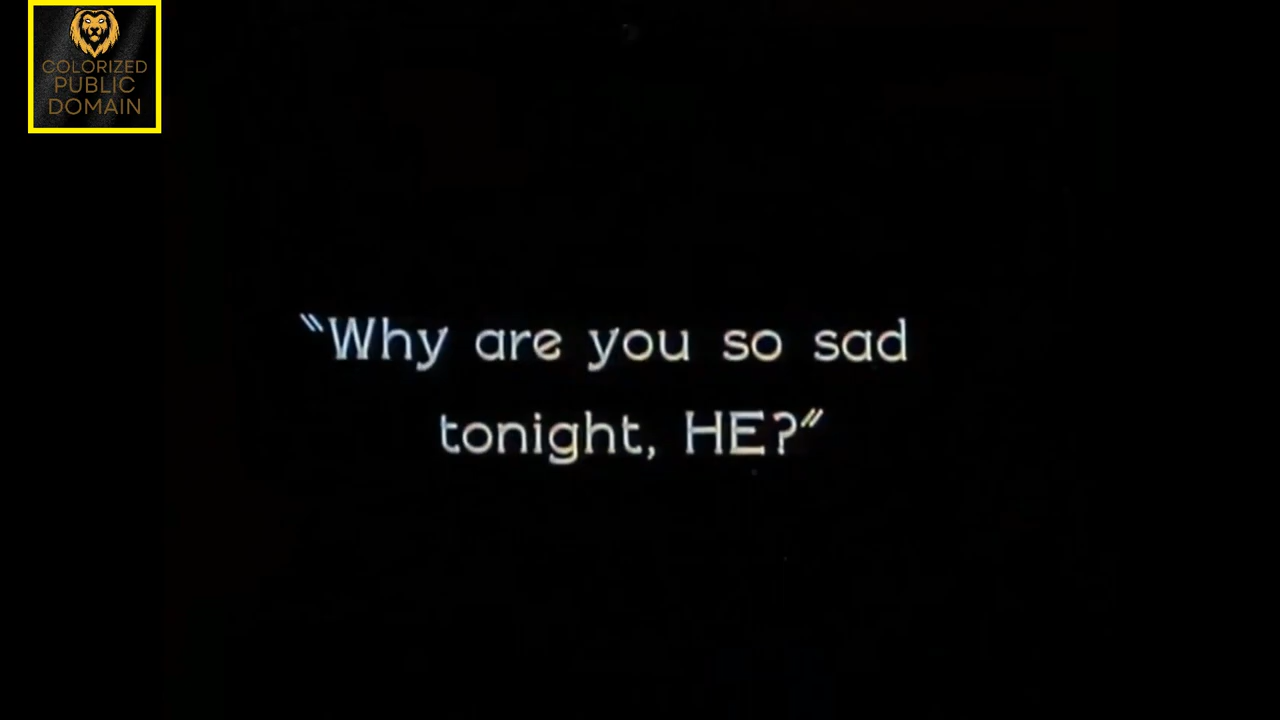 COLORIZED
PUBLIC
DOMAIN
"Why are you so sad
tonight, HE?"